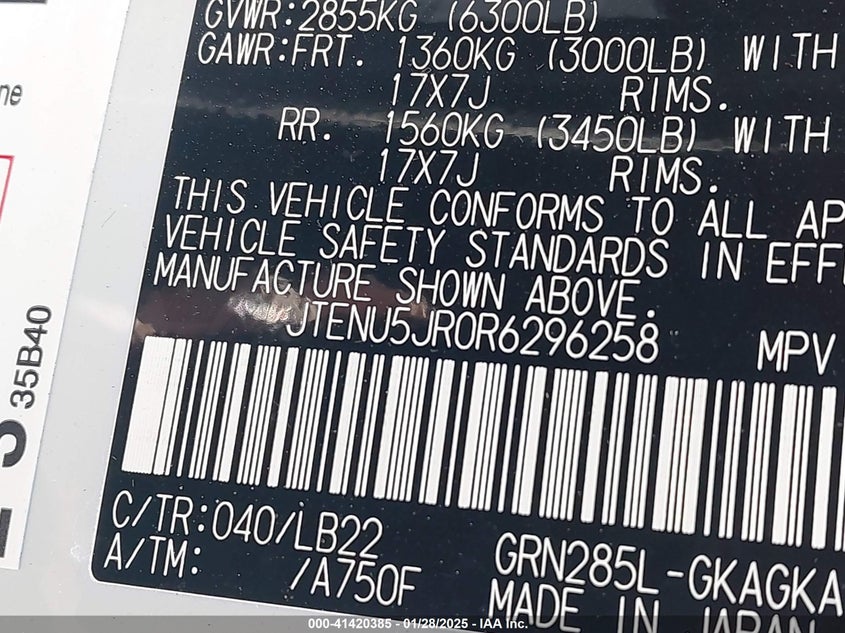 GVWR:2855KG (6300LB)
GAWR:FRT. 1360KG (3000LB) WITH
17X7J RIMS.
RR. 1560KG (3450LB) WITH
17X7J RIMS.
THIS VEHICLE CONFORMS TO ALL AP
VEHICLE SAFETY STANDARDS IN EFF
MANUFACTURE SHOWN ABOVE.
JTENU5JR0R6296258 MPV
C/TR:040/LB22
A/TM: /A750F
GRN285L-GKAGKA
MADE IN JAPAN
ne
35B40
000-41420385 - 01/28/2025 - IAA Inc.